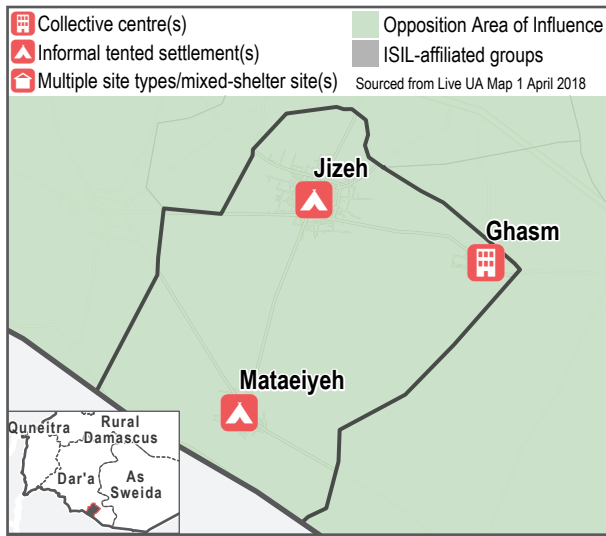 Collective centre(s)
Informal tented settlement(s)
Multiple site types/mixed-shelter site(s)
Opposition Area of Influence
ISIL-affiliated groups
Sourced from Live UA Map 1 April 2018
Jizeh
Ghasm
Mataeiyeh
Quneitra
Rural
Damascus
Dar'a
As
Sweida